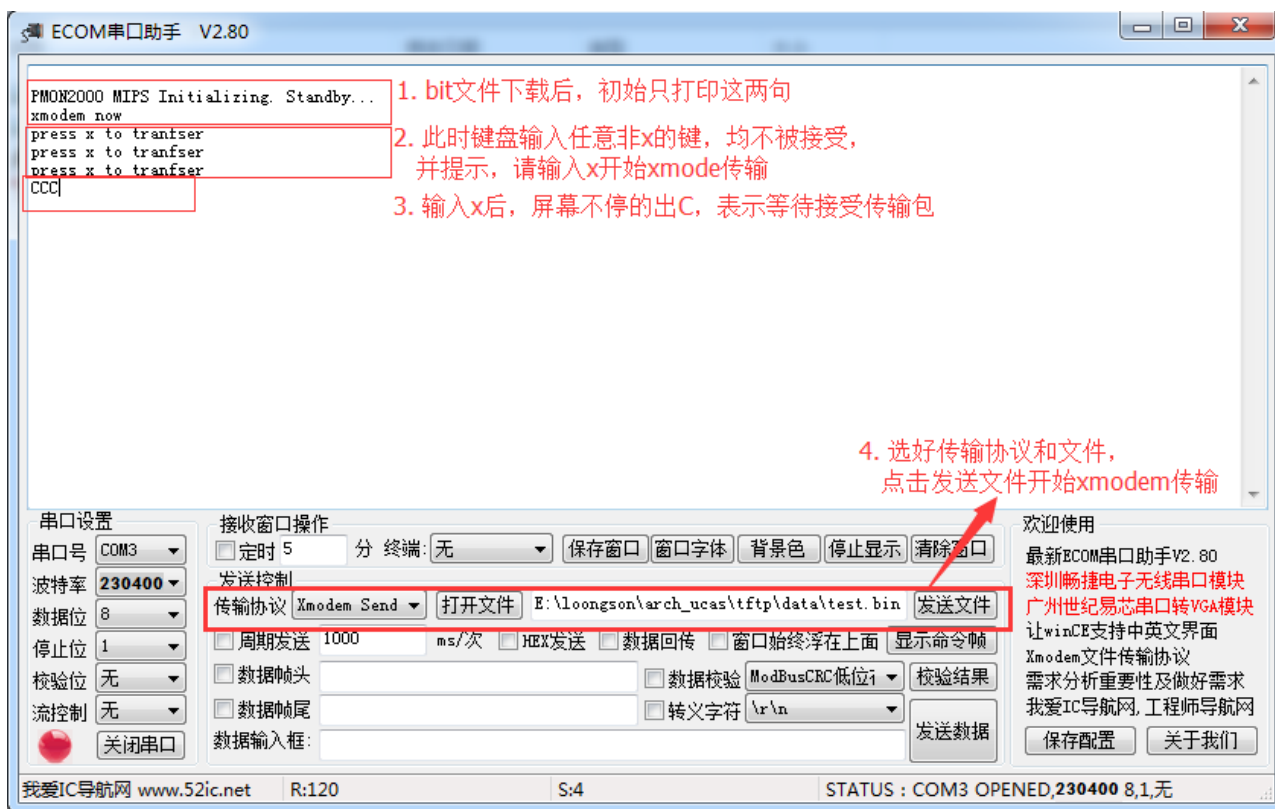 ECOM串口助手 V2.80
PMON2000 MIPS Initializing. Standby...
xmodem now
press x to tranfser
press x to tranfser
press x to tranfser
CCC
1. bit文件下载后，初始只打印这两句
2. 此时键盘输入任意非x的键，均不被接受，
并提示，请输入x开始xmode传输
3. 输入x后，屏幕不停的出C，表示等待接受传输包
4. 选好传输协议和文件，
点击发送文件开始xmodem传输
串口设置
串口号 COM3
波特率 230400
数据位 8
停止位 1
校验位 无
流控制 无
关闭串口
接收窗口操作
定时 5 分 终端: 无 保存窗口 窗口字体 背景色 停止显示 清除窗口
发送控制
传输协议 Xmodem Send 打开文件 E:\loongson\arch_ucas\tftp\data\test.bin 发送文件
周期发送 1000 ms/次 HEX发送 数据回传 窗口始终浮在上面 显示命令帧
数据帧头 数据校验 ModBusCRC低位 校验结果
数据帧尾 转义字符 \r\n
数据输入框: 发送数据
欢迎使用
最新ECOM串口助手V2.80
深圳畅捷电子无线串口模块
广州世纪易芯串口转VGA模块
让winCE支持中英文界面
Xmodem文件传输协议
需求分析重要性及做好需求
我爱IC导航网,工程师导航网
保存配置 关于我们
我爱IC导航网 www.52ic.net R:120 S:4 STATUS：COM3 OPENED,230400 8,1,无